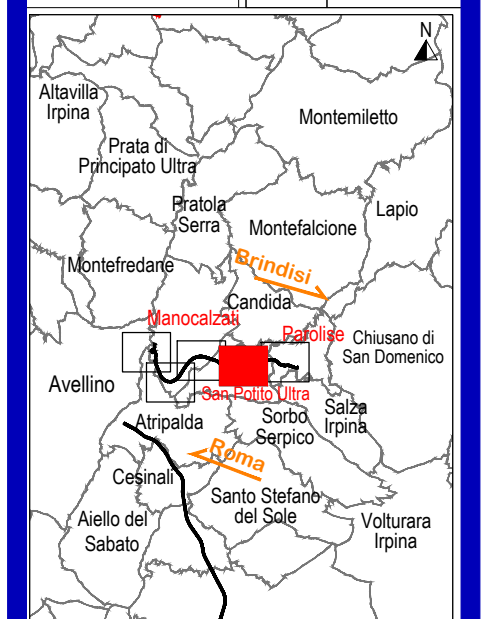 N
Altavilla
Irpina
Montemiletto
Prata di
Principato Ultra
Pratola
Serra
Lapio
Montefalcione
Montefredane
Brindisi
Candida
Manocalzati
Parolise
Chiusano di
San Domenico
Avellino
San Potito Ultra
Salza
Irpina
Atripalda
Sorbo
Serpico
Roma
Cesinali
Santo Stefano
del Sole
Aiello del
Sabato
Volturara
Irpina